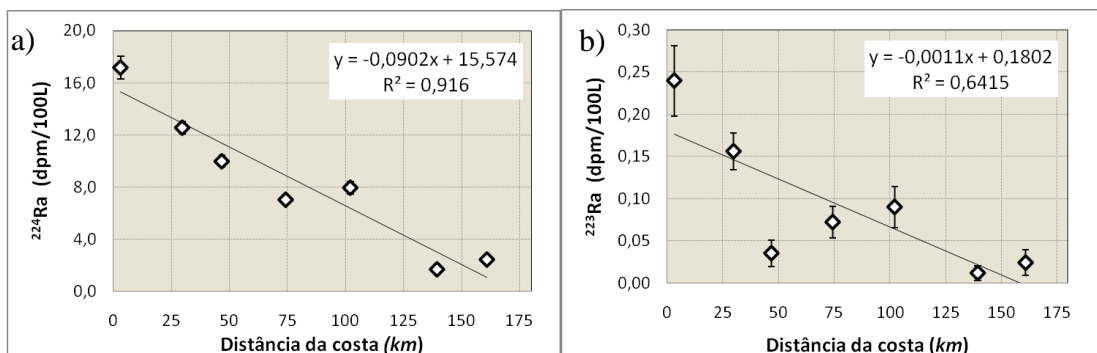 a)
y = -0,0902x + 15,574
R² = 0,916
20,0
16,0
12,0
8,0
4,0
0,0
²²⁴Ra (dpm/100L)
0 25 50 75 100 125 150 175
Distância da costa (km)
b)
y = -0,0011x + 0,1802
R² = 0,6415
0,30
0,25
0,20
0,15
0,10
0,05
0,00
²²³Ra (dpm/100L)
0 25 50 75 100 125 150 175
Distância da costa (km)